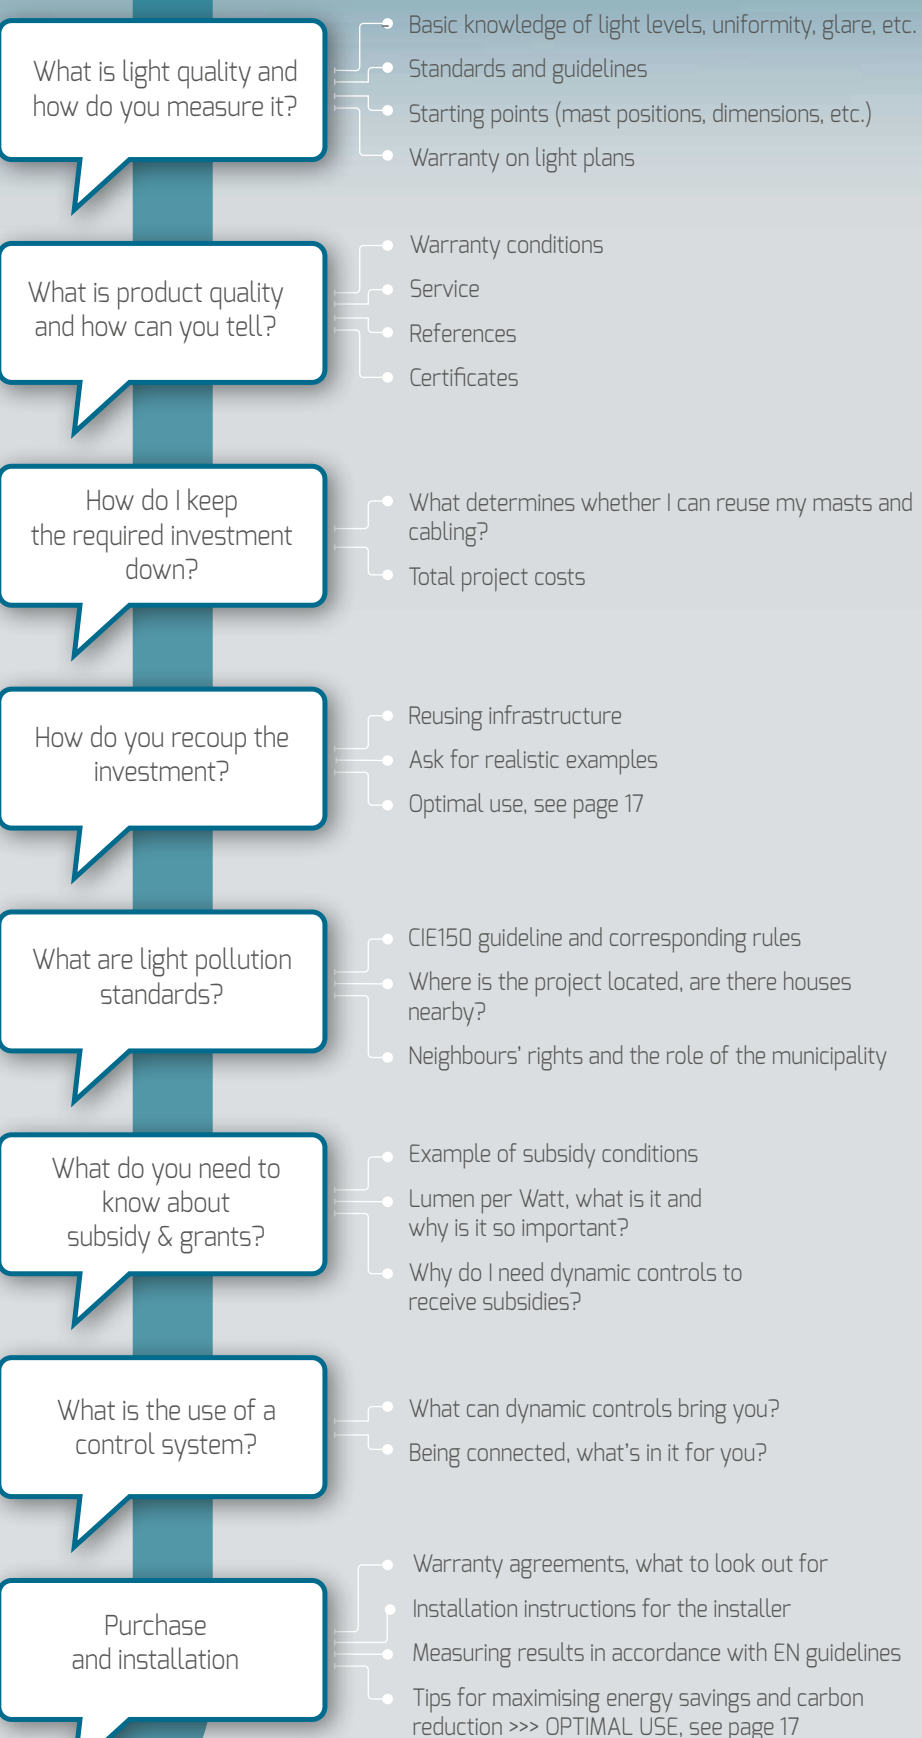 What is light quality and
how do you measure it?
Basic knowledge of light levels, uniformity, glare, etc.
Standards and guidelines
Starting points (mast positions, dimensions, etc.)
Warranty on light plans
What is product quality
and how can you tell?
Warranty conditions
Service
References
Certificates
How do I keep
the required investment
down?
What determines whether I can reuse my masts and
cabling?
Total project costs
How do you recoup the
investment?
Reusing infrastructure
Ask for realistic examples
Optimal use, see page 17
What are light pollution
standards?
CIE150 guideline and corresponding rules
Where is the project located, are there houses
nearby?
Neighbours' rights and the role of the municipality
What do you need to
know about
subsidy & grants?
Example of subsidy conditions
Lumen per Watt, what is it and
why is it so important?
Why do I need dynamic controls to
receive subsidies?
What is the use of a
control system?
What can dynamic controls bring you?
Being connected, what's in it for you?
Purchase
and installation
Warranty agreements, what to look out for
Installation instructions for the installer
Measuring results in accordance with EN guidelines
Tips for maximising energy savings and carbon
reduction >>> OPTIMAL USE, see page 17